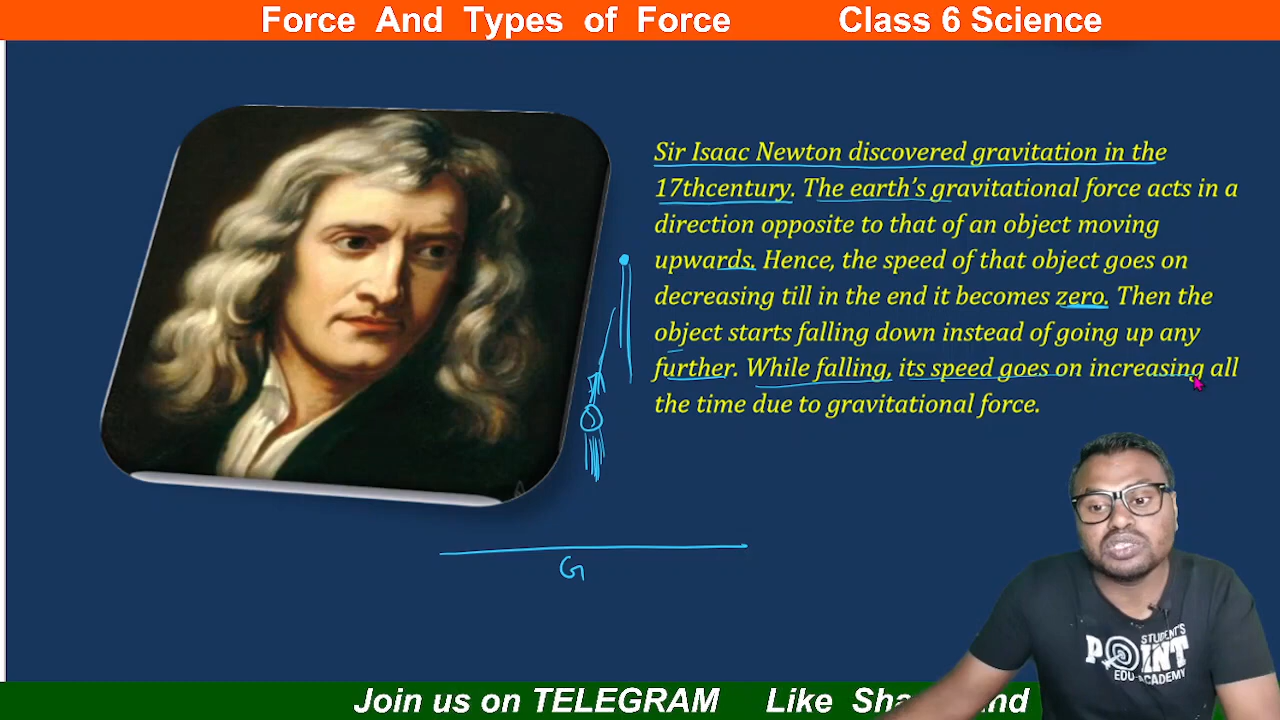 Force And Types of Force Class 6 Science
Sir Isaac Newton discovered gravitation in the
17thcentury. The earth's gravitational force acts in a
direction opposite to that of an object moving
upwards. Hence, the speed of that object goes on
decreasing till in the end it becomes zero. Then the
object starts falling down instead of going up any
further. While falling, its speed goes on increasing all
the time due to gravitational force.
G
STUDENT'S
POINT
EDU-ACADEMY
Join us on TELEGRAM Like